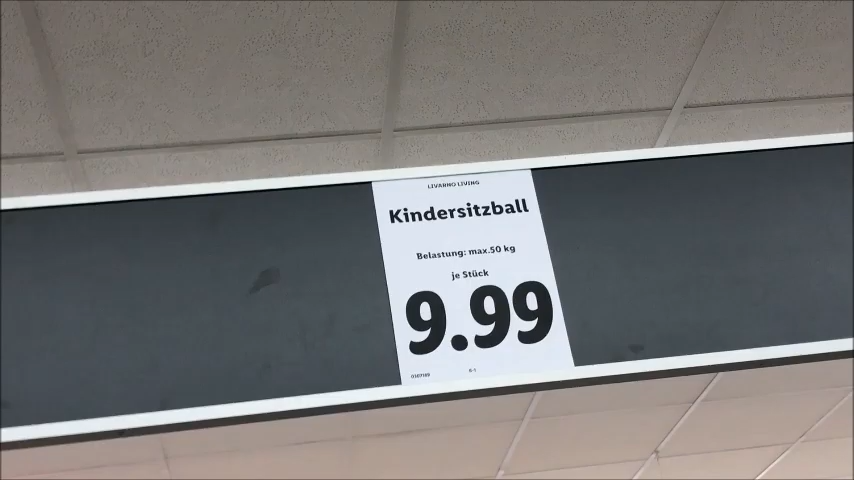 LIVARNO LIVING
Kindersitzball
Belastung: max.50 kg
je Stück
9.99